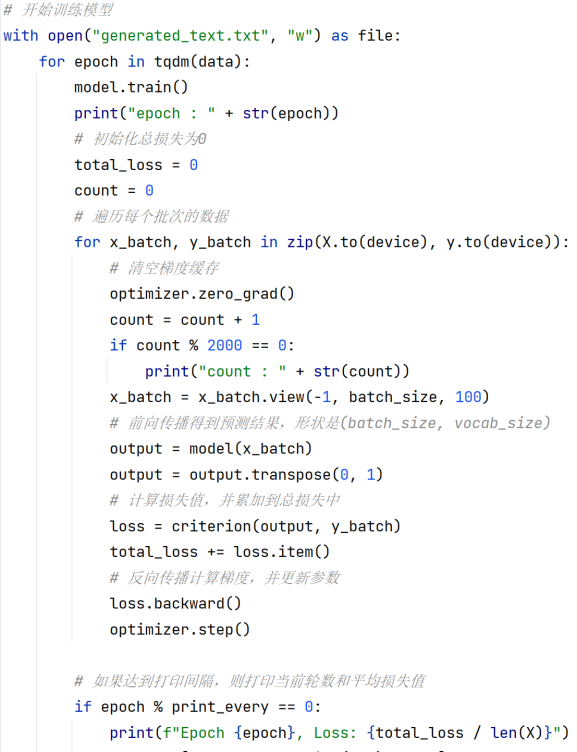 # 开始训练模型
with open("generated_text.txt", "w") as file:
    for epoch in tqdm(data):
        model.train()
        print("epoch : " + str(epoch))
        # 初始化总损失为0
        total_loss = 0
        count = 0
        # 遍历每个批次的数据
        for x_batch, y_batch in zip(X.to(device), y.to(device)):
            # 清空梯度缓存
            optimizer.zero_grad()
            count = count + 1
            if count % 2000 == 0:
                print("count : " + str(count))
            x_batch = x_batch.view(-1, batch_size, 100)
            # 前向传播得到预测结果，形状是(batch_size, vocab_size)
            output = model(x_batch)
            output = output.transpose(0, 1)
            # 计算损失值，并累加到总损失中
            loss = criterion(output, y_batch)
            total_loss += loss.item()
            # 反向传播计算梯度，并更新参数
            loss.backward()
            optimizer.step()
        # 如果达到打印间隔，则打印当前轮数和平均损失值
        if epoch % print_every == 0:
            print(f"Epoch {epoch}, Loss: {total_loss / len(X)}")